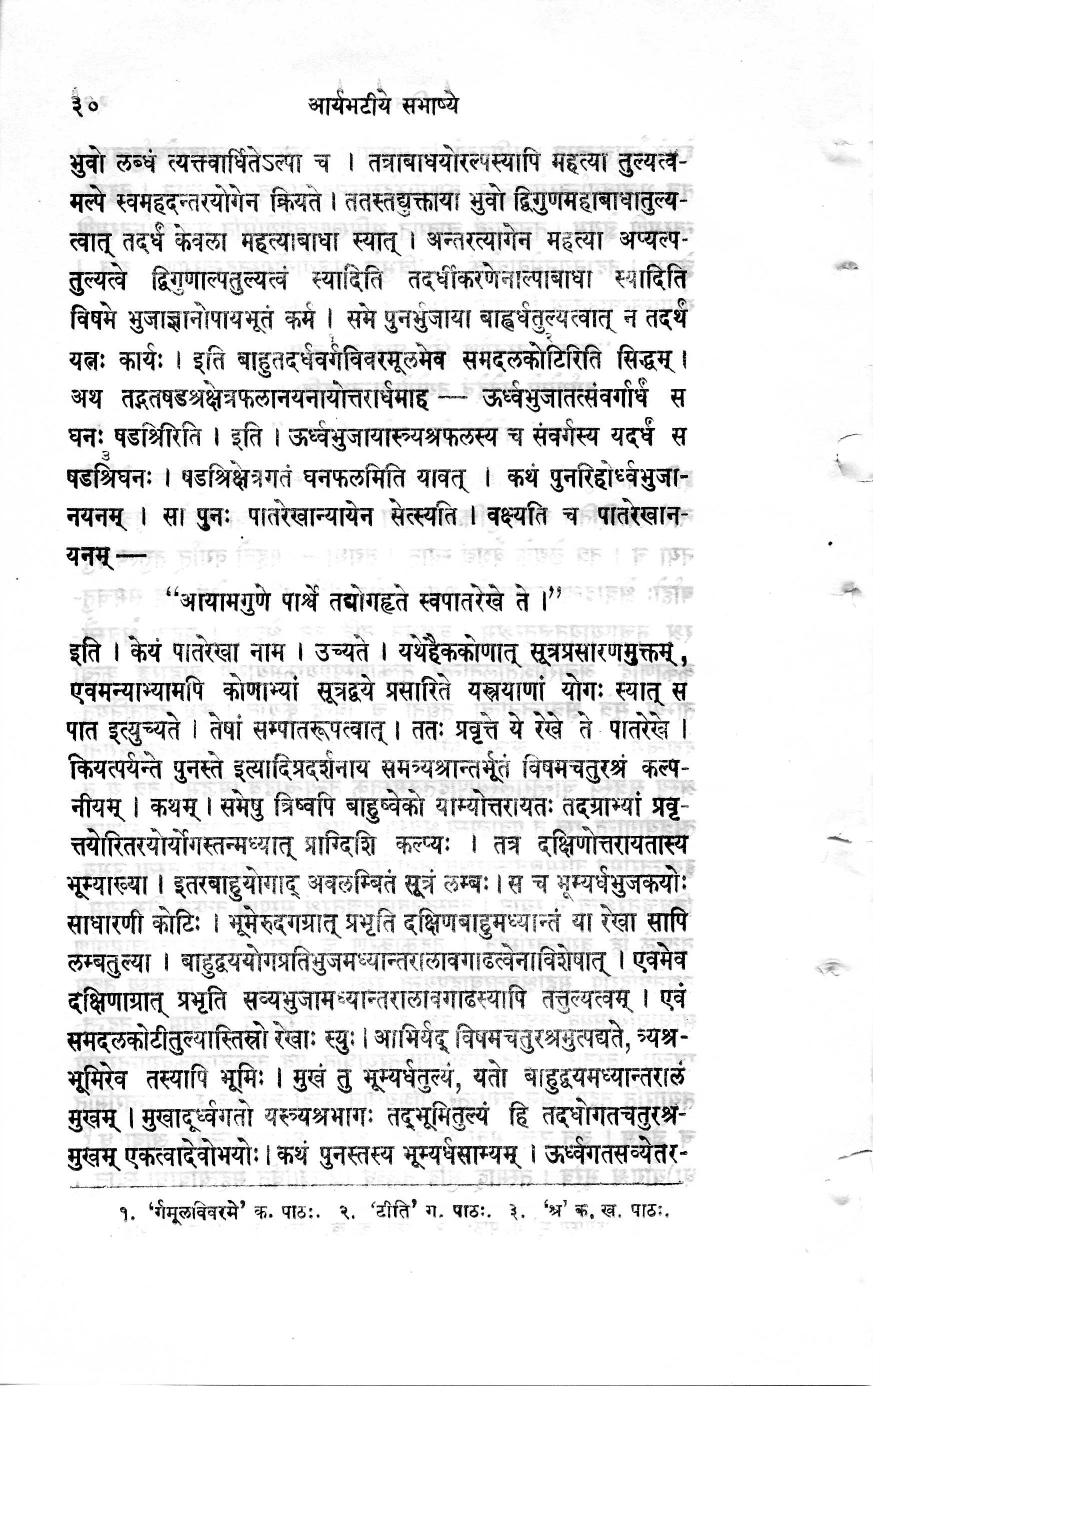 ३०
आर्यभटीये सभाष्ये
भुवो लब्धं त्यक्तवार्धितेऽल्पा च । तत्राबाधयोरल्पस्यापि महत्या तुल्यत्व-
मल्पे स्वमहदन्तरयोगेन क्रियते । ततस्तद्युक्ताया भुवो द्विगुणमहाबाधातुल्य-
त्वात् तदर्धं केवला महत्याबाधा स्यात् । अन्तरत्यागेन महत्या अप्यल्प-
तुल्यत्वे द्विगुणाल्पतुल्यत्वं स्यादिति तदर्धीकरणेनाल्पाबाधा स्यादिति
विषमे भुजाज्ञानोपायभूतं कर्म । समे पुनर्भुजाया बाह्वर्धतुल्यत्वात् न तदर्थं
यत्नः कार्यः । इति बाहुतदर्धवर्गविवरमूलमेव समदलकोटिरिति सिद्धम् ।
अथ तद्गतषडश्रक्षेत्रफलानयनायोत्तरार्धमाह — ऊर्ध्वभुजातत्संवर्गार्धं स
घनः षडश्रिरिति । इति । ऊर्ध्वभुजायास्त्र्यश्रफलस्य च संवर्गस्य यदर्धं स
षडश्रिघनः । षडश्रिक्षेत्रगतं घनफलमिति यावत् । कथं पुनरिहोर्ध्वभुजा-
नयनम् । सा पुनः पातरेखान्यायेन सेत्स्यति । वक्ष्यति च पातरेखान-
यनम् —
“आयामगुणे पार्श्वे तद्योगहृते स्वपातरेखे ते ।”
इति । केयं पातरेखा नाम । उच्यते । यथेहैककोणात् सूत्रप्रसारणमुक्तम्,
एवमन्याभ्यामपि कोणाभ्यां सूत्रद्वये प्रसारिते यस्त्रयाणां योगः स्यात् स
पात इत्युच्यते । तेषां सम्पातरूपत्वात् । ततः प्रवृत्ते ये रेखे ते पातरेखे ।
कियत्पर्यन्ते पुनस्ते इत्यादिप्रदर्शनाय समत्र्यश्रान्तर्भूतं विषमचतुरश्रं कल्प-
नीयम् । कथम् । समेषु त्रिष्वपि बाहुष्वेको याम्योत्तरायतः तदग्राभ्यां प्रवृ-
त्तयोरितरयोर्योगस्तन्मध्यात् प्राग्दिशि कल्प्यः । तत्र दक्षिणोत्तरायतास्य
भूम्याख्या । इतरबाहुयोगाद् अवलम्बितं सूत्रं लम्बः । स च भूम्यर्धभुजकयोः
साधारणी कोटिः । भूमेरुदगग्रात् प्रभृति दक्षिणबाहुमध्यान्तं या रेखा सापि
लम्बतुल्या । बाहुद्वययोगप्रतिभुजमध्यान्तरालावगाढत्वेनाविशेषात् । एवमेव
दक्षिणाग्रात् प्रभृति सव्यभुजामध्यान्तरालावगाढस्यापि तत्तुल्यत्वम् । एवं
समदलकोटीतुल्यास्तिस्रो रेखाः स्युः । आभिर्यद् विषमचतुरश्रमुत्पद्यते, त्र्यश्र-
भूमिरेव तस्यापि भूमिः । मुखं तु भूम्यर्धतुल्यं, यतो बाहुद्वयमध्यान्तरालं
मुखम् । मुखादूर्ध्वगतो यस्त्र्यश्रभागः तद्भूमितुल्यं हि तदधोगतचतुरश्र-
मुखम् एकत्वादेवोभयोः । कथं पुनस्तस्य भूम्यर्धसाम्यम् । ऊर्ध्वगतसव्येतर-
१. ‘र्गमूलविवरमे’ क. पाठः. २. ‘टीति’ ग. पाठः. ३. ‘श्र’ क. ख. पाठः.